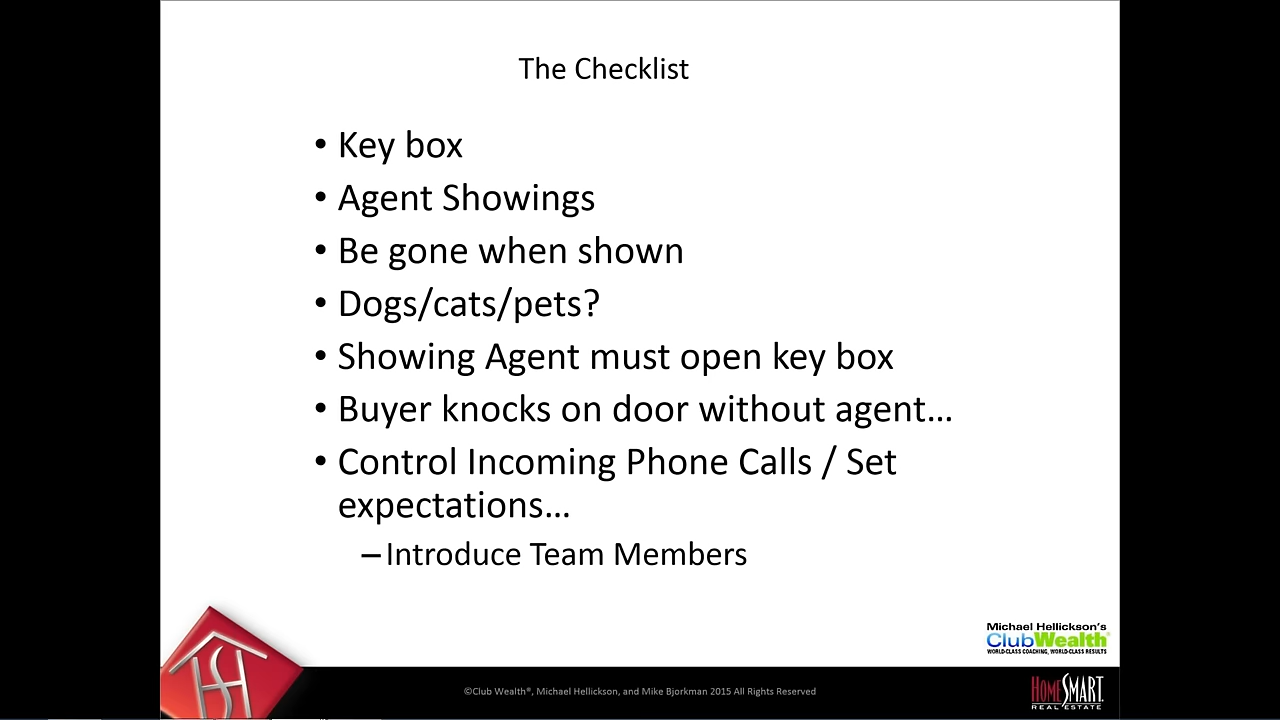 The Checklist
• Key box
• Agent Showings
• Be gone when shown
• Dogs/cats/pets?
• Showing Agent must open key box
• Buyer knocks on door without agent…
• Control Incoming Phone Calls / Set
expectations…
– Introduce Team Members
Michael Hellickson's
ClubWealth®
WORLD-CLASS COACHING, WORLD-CLASS RESULTS
©Club Wealth®, Michael Hellickson, and Mike Bjorkman 2015 All Rights Reserved
HOMESMART
REAL ESTATE